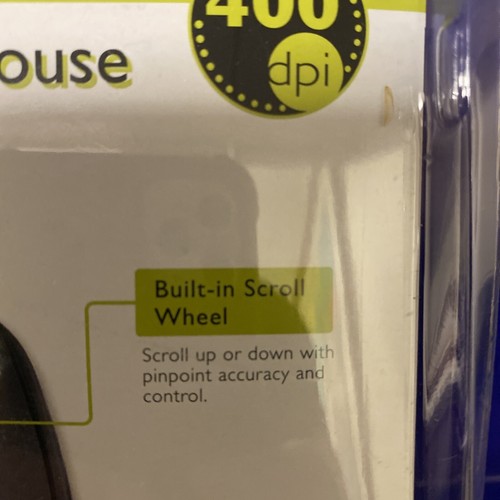 400
dpi
ouse
Built-in Scroll
Wheel
Scroll up or down with
pinpoint accuracy and
control.